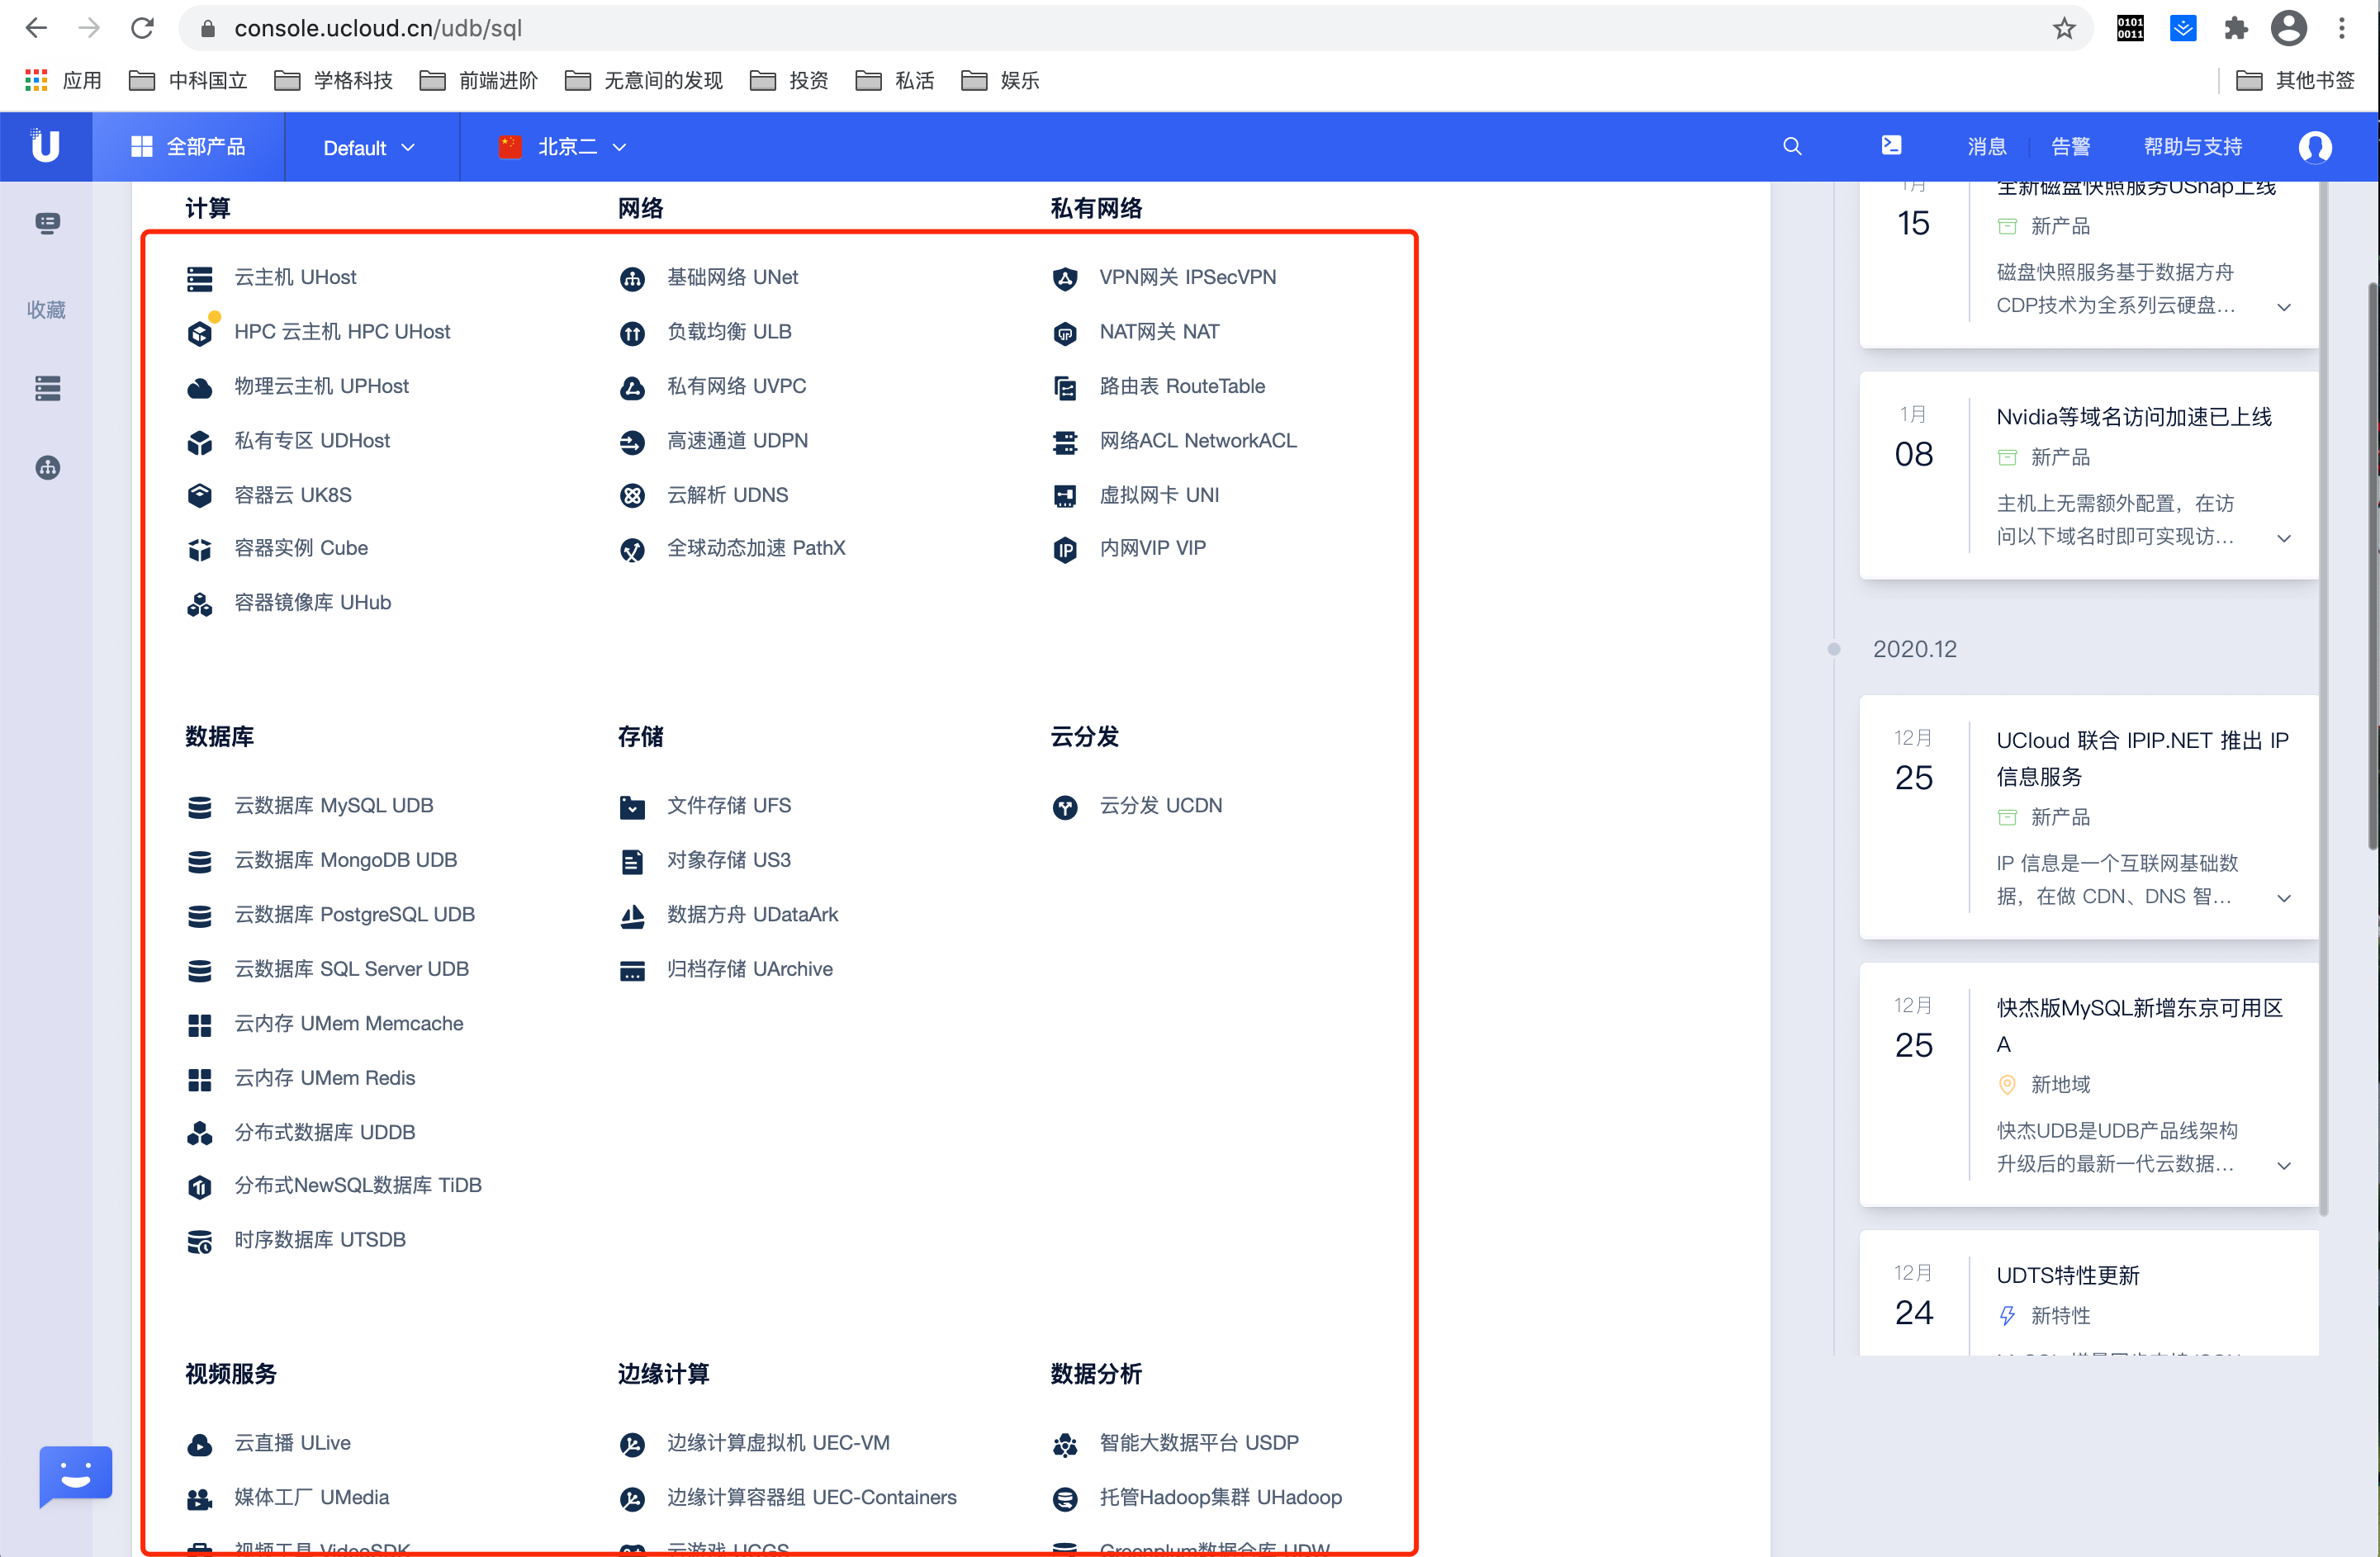 console.ucloud.cn/udb/sql
0101
0011
应用
中科国立
学格科技
前端进阶
无意间的发现
投资
私活
娱乐
其他书签
全部产品
Default
北京二
消息
告警
帮助与支持
收藏
计算
云主机 UHost
HPC 云主机 HPC UHost
物理云主机 UPHost
私有专区 UDHost
容器云 UK8S
容器实例 Cube
容器镜像库 UHub
网络
基础网络 UNet
负载均衡 ULB
私有网络 UVPC
高速通道 UDPN
云解析 UDNS
全球动态加速 PathX
私有网络
VPN网关 IPSecVPN
NAT网关 NAT
路由表 RouteTable
网络ACL NetworkACL
虚拟网卡 UNI
内网VIP VIP
数据库
云数据库 MySQL UDB
云数据库 MongoDB UDB
云数据库 PostgreSQL UDB
云数据库 SQL Server UDB
云内存 UMem Memcache
云内存 UMem Redis
分布式数据库 UDDB
分布式NewSQL数据库 TiDB
时序数据库 UTSDB
存储
文件存储 UFS
对象存储 US3
数据方舟 UDataArk
归档存储 UArchive
云分发
云分发 UCDN
视频服务
云直播 ULive
媒体工厂 UMedia
视频工具 VideoSDK
边缘计算
边缘计算虚拟机 UEC-VM
边缘计算容器组 UEC-Containers
云游戏 UCGS
数据分析
智能大数据平台 USDP
托管Hadoop集群 UHadoop
Greenplum数据仓库 UDW
1月
15
全新磁盘快照服务USnap上线
新产品
磁盘快照服务基于数据方舟
CDP技术为全系列云硬盘...
1月
08
Nvidia等域名访问加速已上线
新产品
主机上无需额外配置，在访
问以下域名时即可实现访...
2020.12
12月
25
UCloud 联合 IPIP.NET 推出 IP
信息服务
新产品
IP 信息是一个互联网基础数
据，在做 CDN、DNS 智...
12月
25
快杰版MySQL新增东京可用区
A
新地域
快杰UDB是UDB产品线架构
升级后的最新一代云数据...
12月
24
UDTS特性更新
新特性